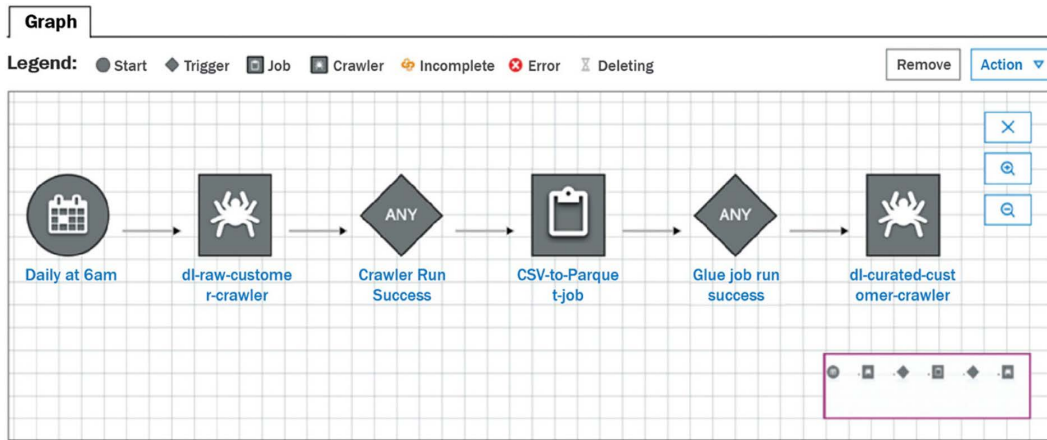 Graph
Legend: Start Trigger Job Crawler Incomplete Error Deleting
Remove
Action
ANY
ANY
Daily at 6am
dl-raw-custome
r-crawler
Crawler Run
Success
CSV-to-Parque
t-job
Glue job run
success
dl-curated-cust
omer-crawler